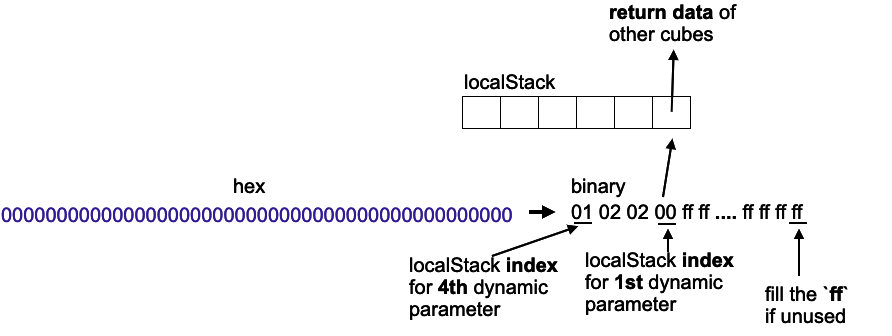 return data of
other cubes
localStack
hex
binary
0000000000000000000000000000000000000000000000
01 02 02 00 ff ff .... ff ff ff ff
localStack index
for 4th dynamic
parameter
localStack index
for 1st dynamic
parameter
fill the `ff`
if unused